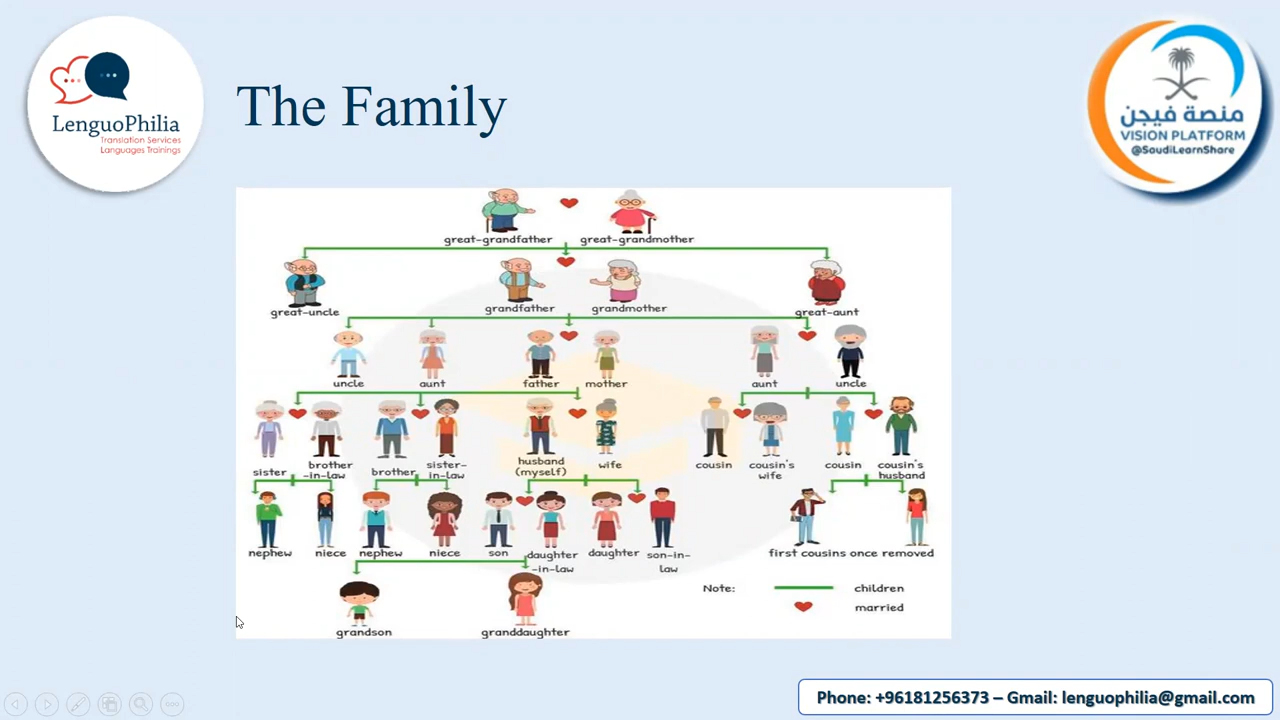 LenguoPhilia
Translation Services
Languages Trainings
The Family
منصة فيجن
VISION PLATFORM
@SaudiLearnShare
great-grandfather great-grandmother
great-uncle grandfather grandmother great-aunt
uncle aunt father mother aunt uncle
sister brother
-in-law brother sister-
in-law husband
(myself) wife cousin cousin's
wife cousin cousin's
husband
nephew niece nephew niece son daughter
-in-law daughter son-in-
law first cousins once removed
Note: children
married
grandson granddaughter
Phone: +96181256373 – Gmail: lenguophilia@gmail.com